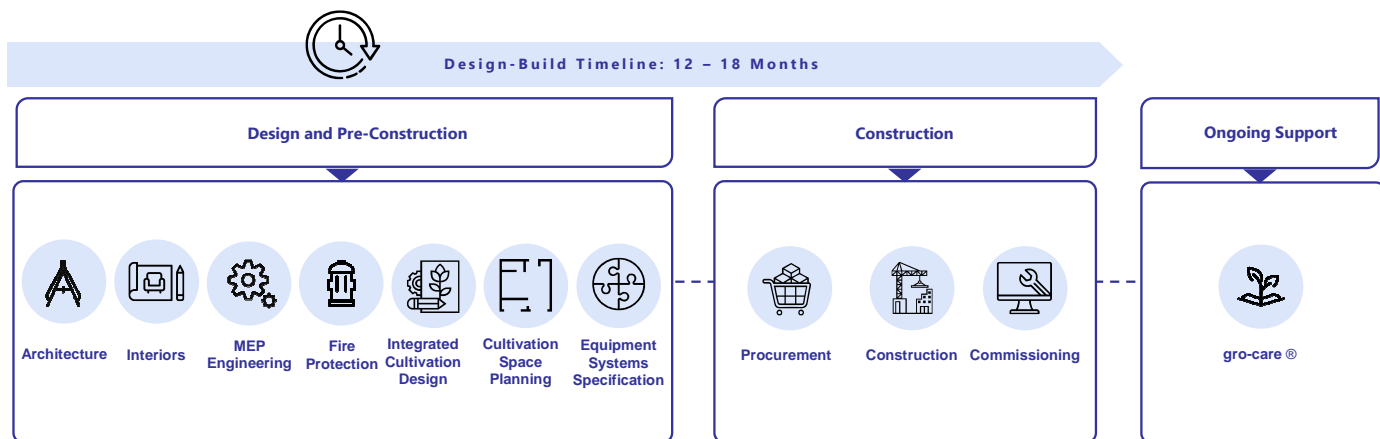 Design-Build Timeline: 12 – 18 Months
Design and Pre-Construction
Construction
Ongoing Support
Architecture
Interiors
MEP
Engineering
Fire
Protection
Integrated
Cultivation
Design
Cultivation
Space
Planning
Equipment
Systems
Specification
Procurement
Construction
Commissioning
gro-care ®